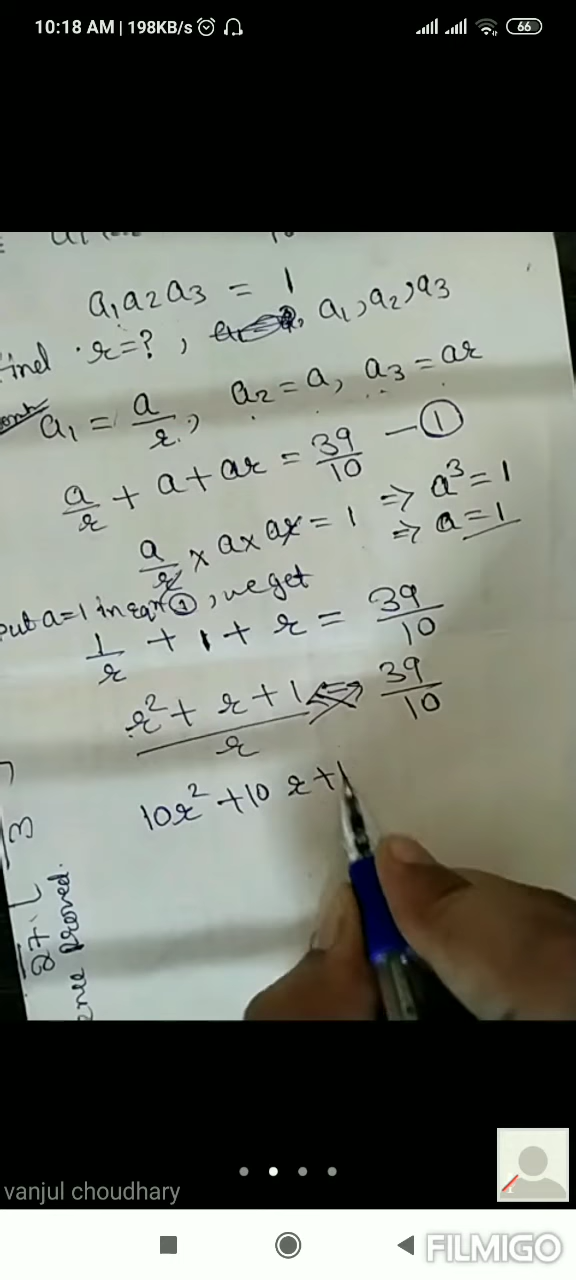 10:18 AM | 198KB/s
66
a₁a₂a₃ = 1
find r=?, a₁, a₂, a₃
a₁ = a/r, a₂ = a, a₃ = ar
a/r + a + ar = 39/10 — ①
a/r × a × ar = 1 ⇒ a³ = 1
⇒ a = 1
put a=1 in eqn ①, we get
1/r + 1 + r = 39/10
r² + r + 1 / r = 39/10
10r² + 10r + 1
27
proved.
vanjul choudhary
FILMIGO